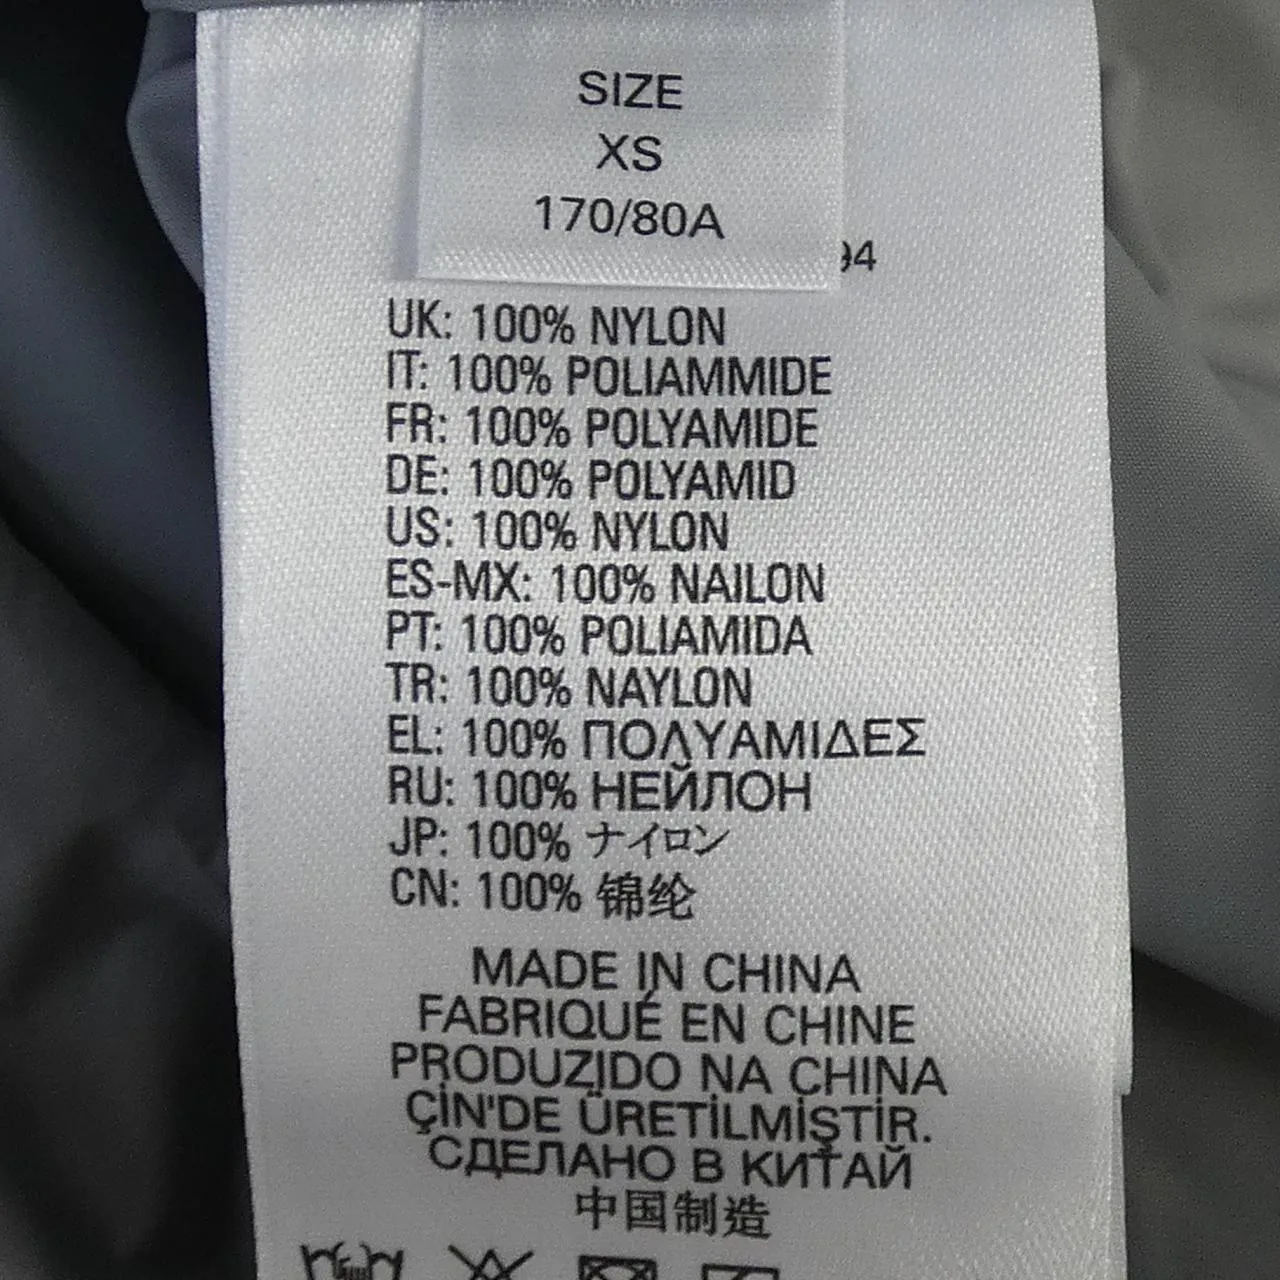 SIZE
XS
170/80A
94
UK: 100% NYLON
IT: 100% POLIAMMIDE
FR: 100% POLYAMIDE
DE: 100% POLYAMID
US: 100% NYLON
ES-MX: 100% NAILON
PT: 100% POLIAMIDA
TR: 100% NAYLON
EL: 100% ΠΟΛΥΑΜΙΔΕΣ
RU: 100% НЕЙЛОН
JP: 100% ナイロン
CN: 100% 锦纶
MADE IN CHINA
FABRIQUÉ EN CHINE
PRODUZIDO NA CHINA
ÇİN'DE ÜRETİLMİŞTİR.
СДЕЛАНО В КИТАЙ
中国制造